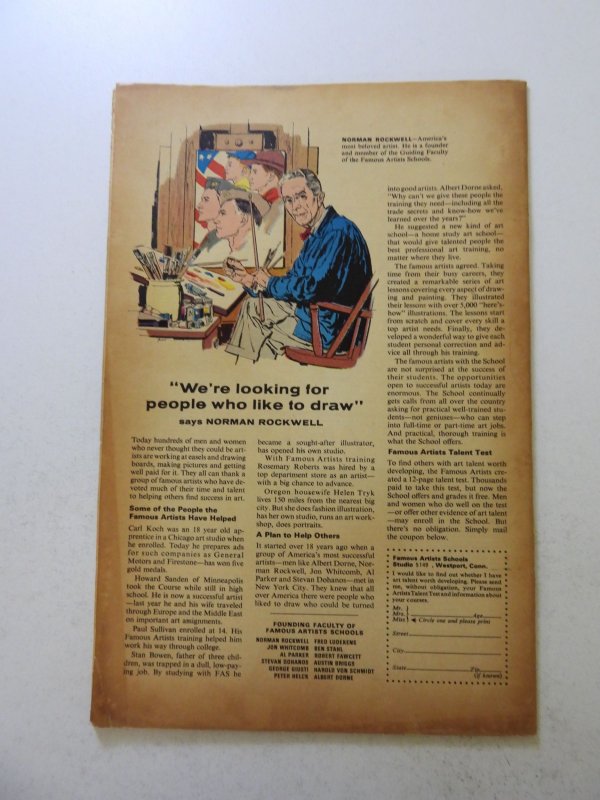 NORMAN ROCKWELL—America's
most beloved artist. He is a founder
and member of the Guiding Faculty
of the Famous Artists Schools.
"We're looking for
people who like to draw"
says NORMAN ROCKWELL
Today hundreds of men and women
who never thought they could be art-
ists are working at easels and drawing
boards, making pictures and getting
well paid for it. They all can thank a
group of famous artists who have de-
voted much of their time and talent
to helping others find success in art.
Some of the People the
Famous Artists Have Helped
Carl Koch was an 18 year old ap-
prentice in a Chicago art studio when
he enrolled. Today he prepares ads
for such companies as General
Motors and Firestone—has won five
gold medals.
Howard Sanden of Minneapolis
took the Course while still in high
school. He is now a successful artist
—last year he and his wife traveled
through Europe and the Middle East
on important art assignments.
Paul Sullivan enrolled at 14. His
Famous Artists training helped him
work his way through college.
Stan Bowen, father of three chil-
dren, was trapped in a dull, low-pay-
ing job. By studying with FAS he
became a sought-after illustrator,
has opened his own studio.
With Famous Artists training
Rosemary Roberts was hired by a
top department store as an artist—
with a big chance to advance.
Oregon housewife Helen Tryk
lives 150 miles from the nearest big
city. But she does fashion illustration,
has her own studio, runs an art work-
shop, does portraits.
A Plan to Help Others
It started over 18 years ago when a
group of America's most successful
artists—men like Albert Dorne, Nor-
man Rockwell, Jon Whitcomb, Al
Parker and Stevan Dohanos—met in
New York City. They knew that all
over America there were people who
liked to draw who could be turned
FOUNDING FACULTY OF
FAMOUS ARTISTS SCHOOLS
NORMAN ROCKWELL FRED LUDEKENS
JON WHITCOMB BEN STAHL
AL PARKER ROBERT FAWCETT
STEVAN DOHANOS AUSTIN BRIGGS
GEORGE GIUSTI HAROLD VON SCHMIDT
PETER HELCK ALBERT DORNE
into good artists. Albert Dorne asked,
"Why can't we give these people the
training they need—including all the
trade secrets and know-how we've
learned over the years?"
He suggested a new kind of art
school—a home study art school—
that would give talented people the
best professional art training, no
matter where they live.
The famous artists agreed. Taking
time from their busy careers, they
created a remarkable series of art
lessons covering every aspect of draw-
ing and painting. They illustrated
their lessons with over 5,000 "here's-
how" illustrations. The lessons start
from scratch and cover every skill a
top artist needs. Finally, they de-
veloped a wonderful way to give each
student personal correction and ad-
vice all through his training.
The famous artists with the School
are not surprised at the success of
their students. The opportunities
open to successful artists today are
enormous. The School continually
gets calls from all over the country
asking for practical well-trained stu-
dents—not geniuses—who can step
into full-time or part-time art jobs.
And practical, thorough training is
what the School offers.
Famous Artists Talent Test
To find others with art talent worth
developing, the Famous Artists cre-
ated a 12-page talent test. Thousands
paid to take this test, but now the
School offers and grades it free. Men
and women who do well on the test
—or offer other evidence of art talent
—may enroll in the School. But
there's no obligation. Simply mail
the coupon below.
Famous Artists Schools
Studio 5149, Westport, Conn.
I would like to find out whether I have
art talent worth developing. Please send
me, without obligation, your Famous
Artists Talent Test and information about
your courses.
Mr.
Mrs. Age
Miss Circle one and please print
Street
City
State Zip
(if known)